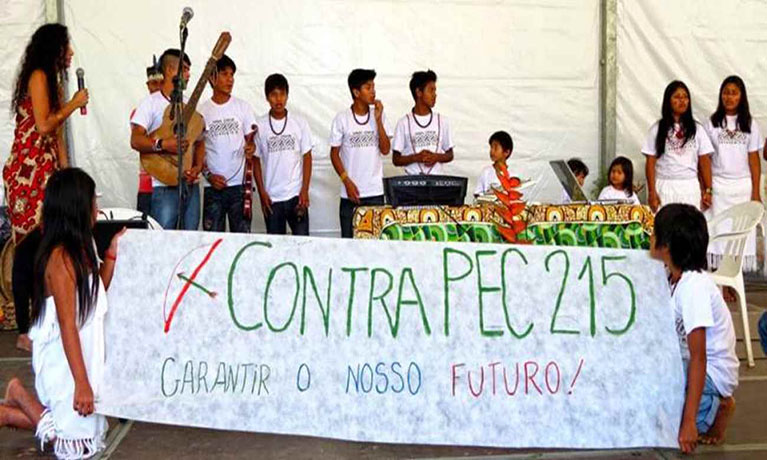 CONTRA PEC 215
GARANTIR O NOSSO FUTURO!